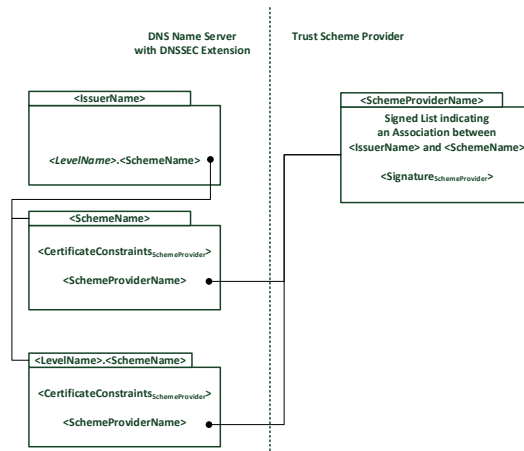 DNS Name Server
with DNSSEC Extension
Trust Scheme Provider
<IssuerName>
<LevelName>.<SchemeName>
<SchemeName>
<CertificateConstraintsSchemeProvider>
<SchemeProviderName>
<LevelName>.<SchemeName>
<CertificateConstraintsSchemeProvider>
<SchemeProviderName>
<SchemeProviderName>
Signed List indicating
an Association between
<IssuerName> and <SchemeName>
<SignatureSchemeProvider>